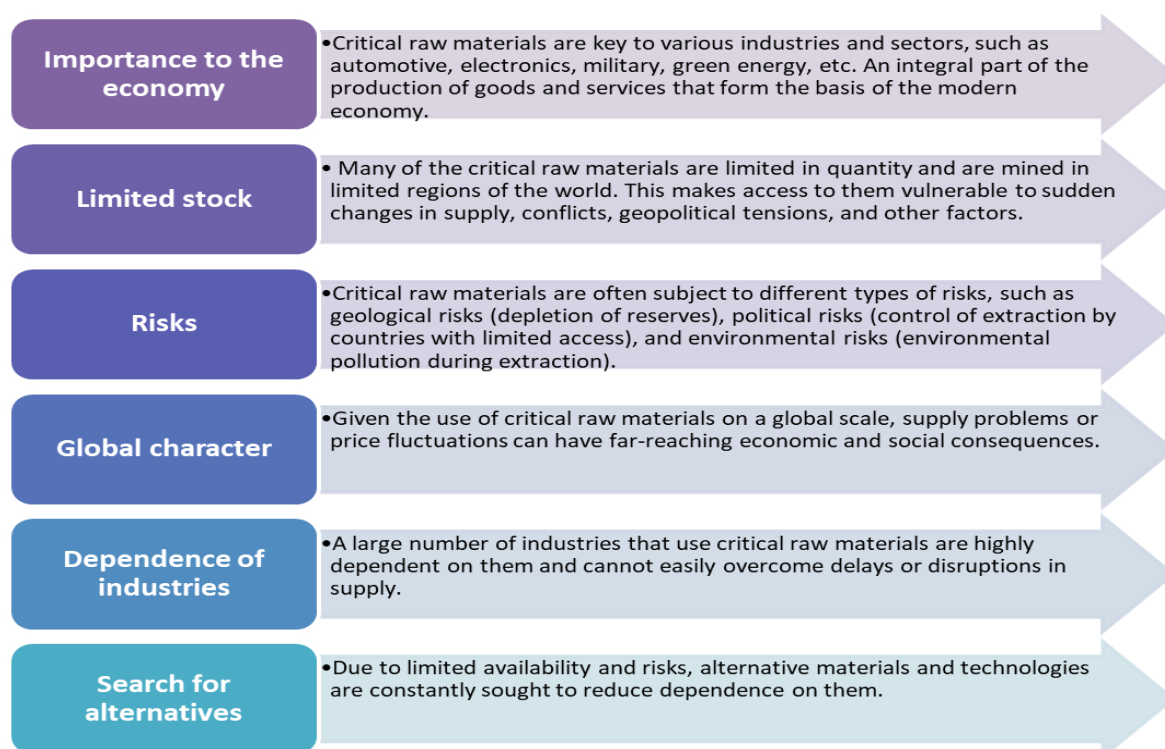 Importance to the
economy
•Critical raw materials are key to various industries and sectors, such as
automotive, electronics, military, green energy, etc. An integral part of the
production of goods and services that form the basis of the modern
economy.
Limited stock
• Many of the critical raw materials are limited in quantity and are mined in
limited regions of the world. This makes access to them vulnerable to sudden
changes in supply, conflicts, geopolitical tensions, and other factors.
Risks
•Critical raw materials are often subject to different types of risks, such as
geological risks (depletion of reserves), political risks (control of extraction by
countries with limited access), and environmental risks (environmental
pollution during extraction).
Global character
•Given the use of critical raw materials on a global scale, supply problems or
price fluctuations can have far-reaching economic and social consequences.
Dependence of
industries
•A large number of industries that use critical raw materials are highly
dependent on them and cannot easily overcome delays or disruptions in
supply.
Search for
alternatives
•Due to limited availability and risks, alternative materials and technologies
are constantly sought to reduce dependence on them.